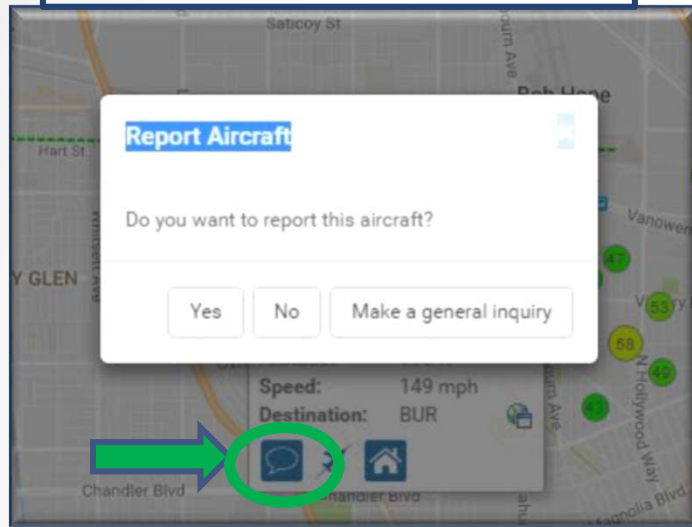 Saticoy St
Bob Hope
Report Aircraft
Hart St
Do you want to report this aircraft?
Vanowen
47
Y GLEN
Yes
No
Make a general inquiry
53
58
49
Speed: 149 mph
Destination: BUR
43
N Hollywood Way
Chandler Blvd
Chandler Blvd
Magnolia Blvd